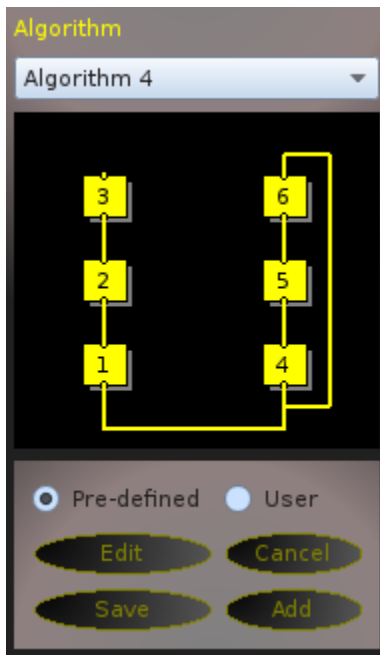 Algorithm
Algorithm 4
3 6
2 5
1 4
Pre-defined User
Edit Cancel
Save Add